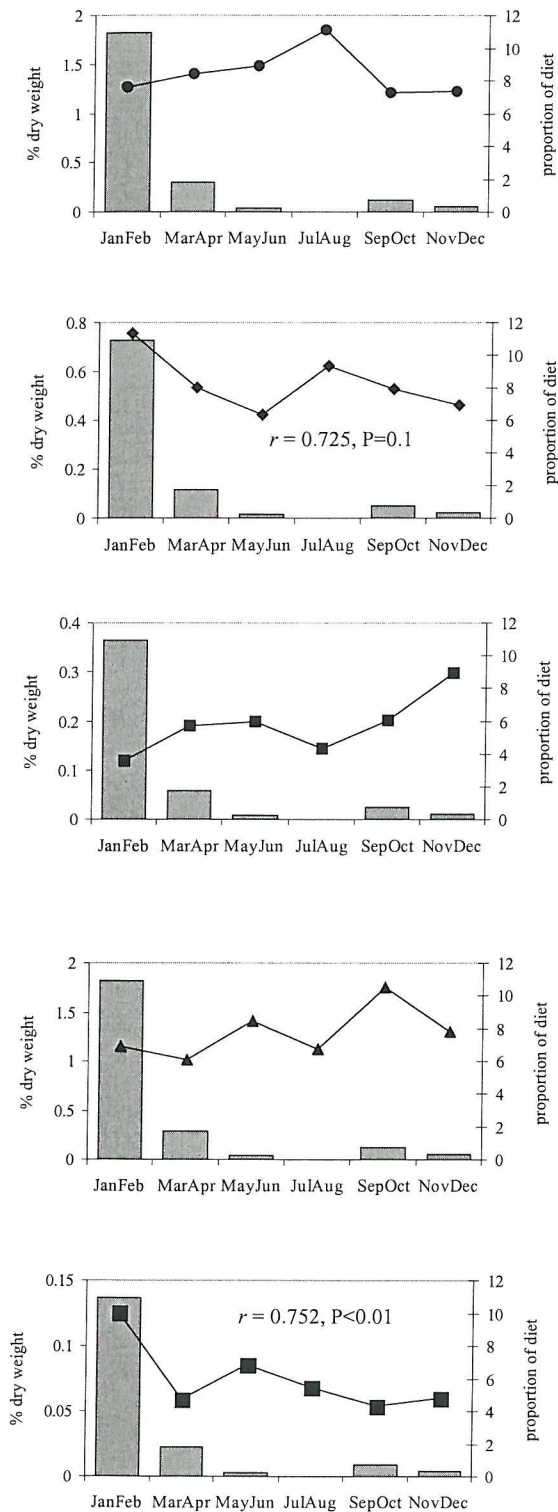 2 12
10
1.5
8
1 6
4
0.5
2
0 0
JanFeb MarApr MayJun JulAug SepOct NovDec
% dry weight
proportion of diet
0.8 12
10
0.6
8
0.4 6
4
0.2
2
0 0
r = 0.725, P=0.1
JanFeb MarApr MayJun JulAug SepOct NovDec
% dry weight
proportion of diet
0.4 12
10
0.3
8
0.2 6
4
0.1
2
0 0
JanFeb MarApr MayJun JulAug SepOct NovDec
% dry weight
proportion of diet
2 12
10
1.5
8
1 6
4
0.5
2
0 0
JanFeb MarApr MayJun JulAug SepOct NovDec
% dry weight
proportion of diet
0.15 12
r = 0.752, P<0.01
10
0.1 8
6
0.05 4
2
0 0
JanFeb MarApr MayJun JulAug SepOct NovDec
% dry weight
proportion of diet